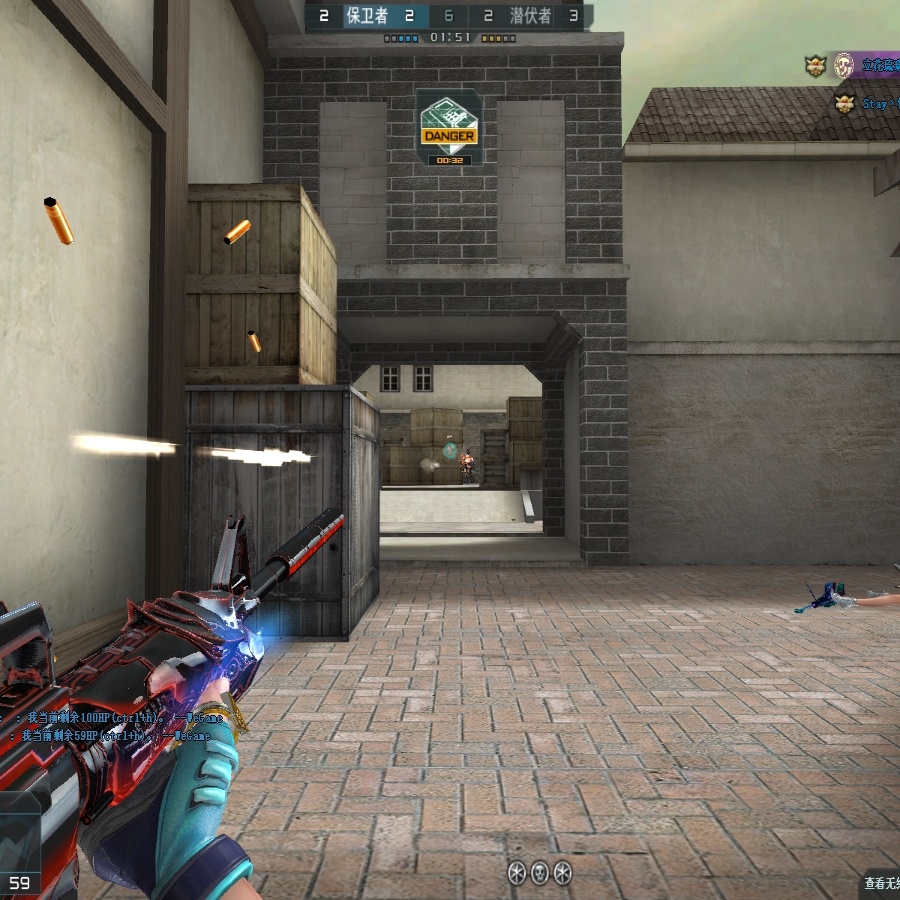 2 保卫者 2 6 2 潜伏者 3
01:51
DANGER
00:32
Stay
: 我当前剩余100HP(ctrl+h)。 —WeGame
: 我当前剩余59HP(ctrl+h)。 —WeGame
59
查看无